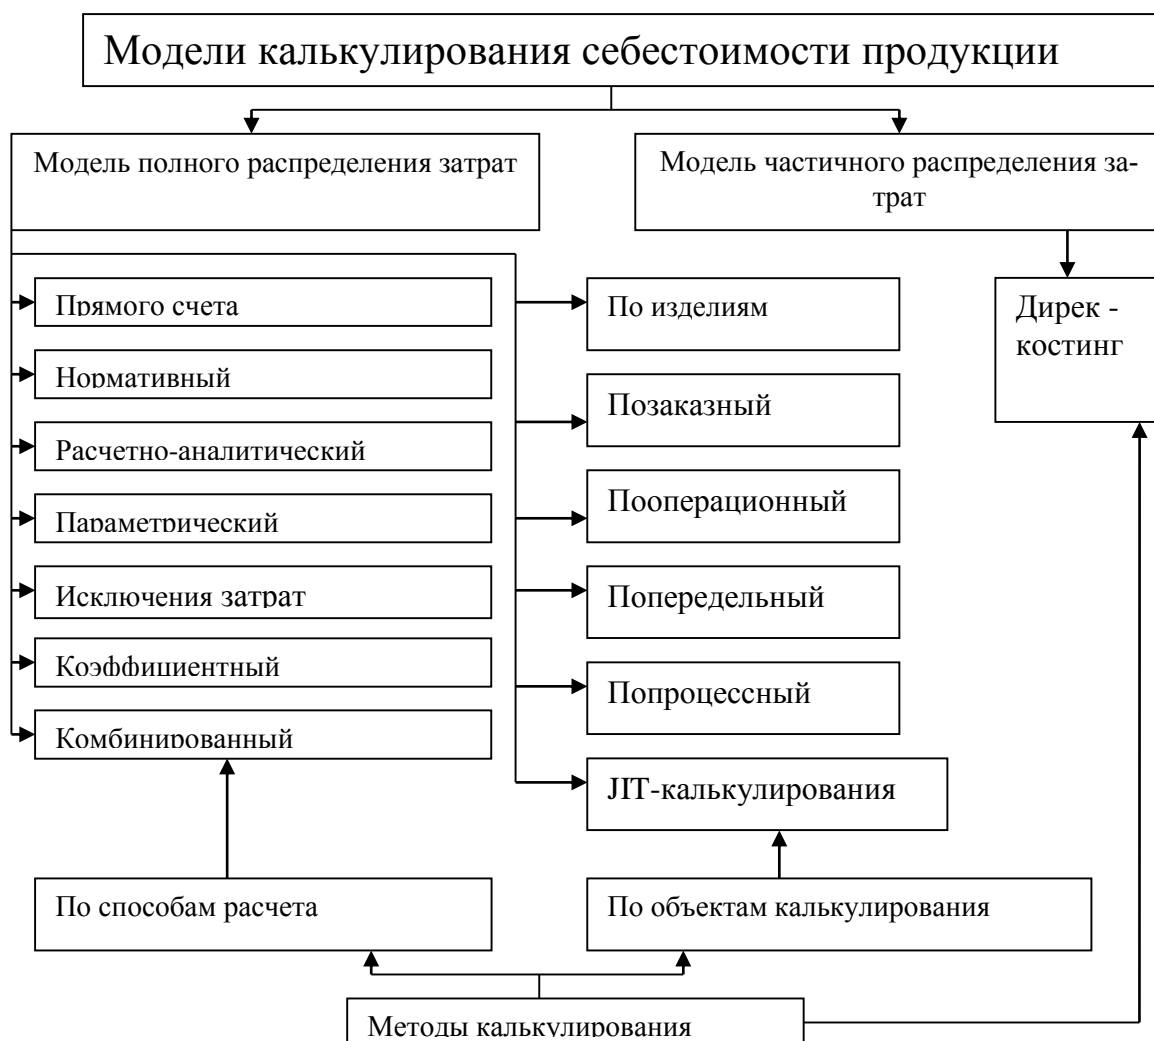 Модели калькулирования себестоимости продукции
Модель полного распределения затрат
Модель частичного распределения за-
трат
Прямого счета
Нормативный
Расчетно-аналитический
Параметрический
Исключения затрат
Коэффициентный
Комбинированный
По изделиям
Позаказный
Пооперационный
Попередельный
Попроцессный
JIT-калькулирования
Дирек -
костинг
По способам расчета
По объектам калькулирования
Методы калькулирования